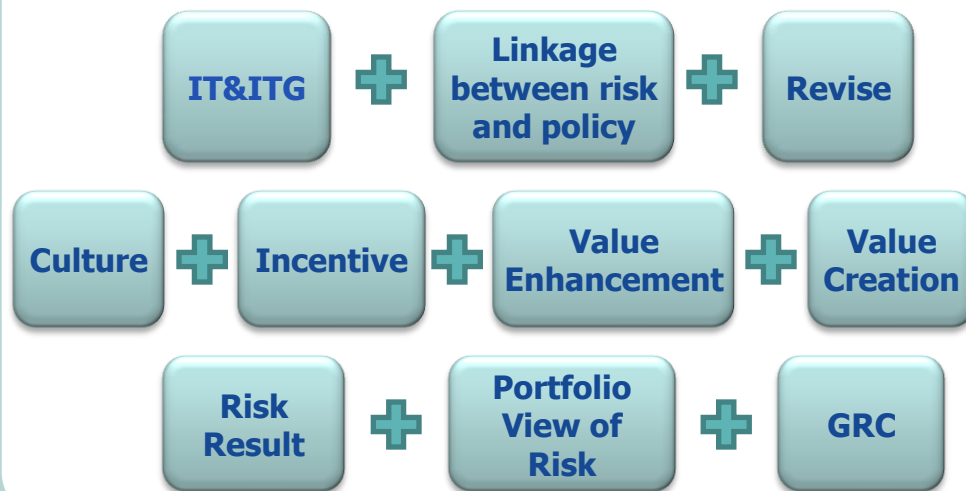 IT&ITG
Linkage
between risk
and policy
Revise
Culture
Incentive
Value
Enhancement
Value
Creation
Risk
Result
Portfolio
View of
Risk
GRC